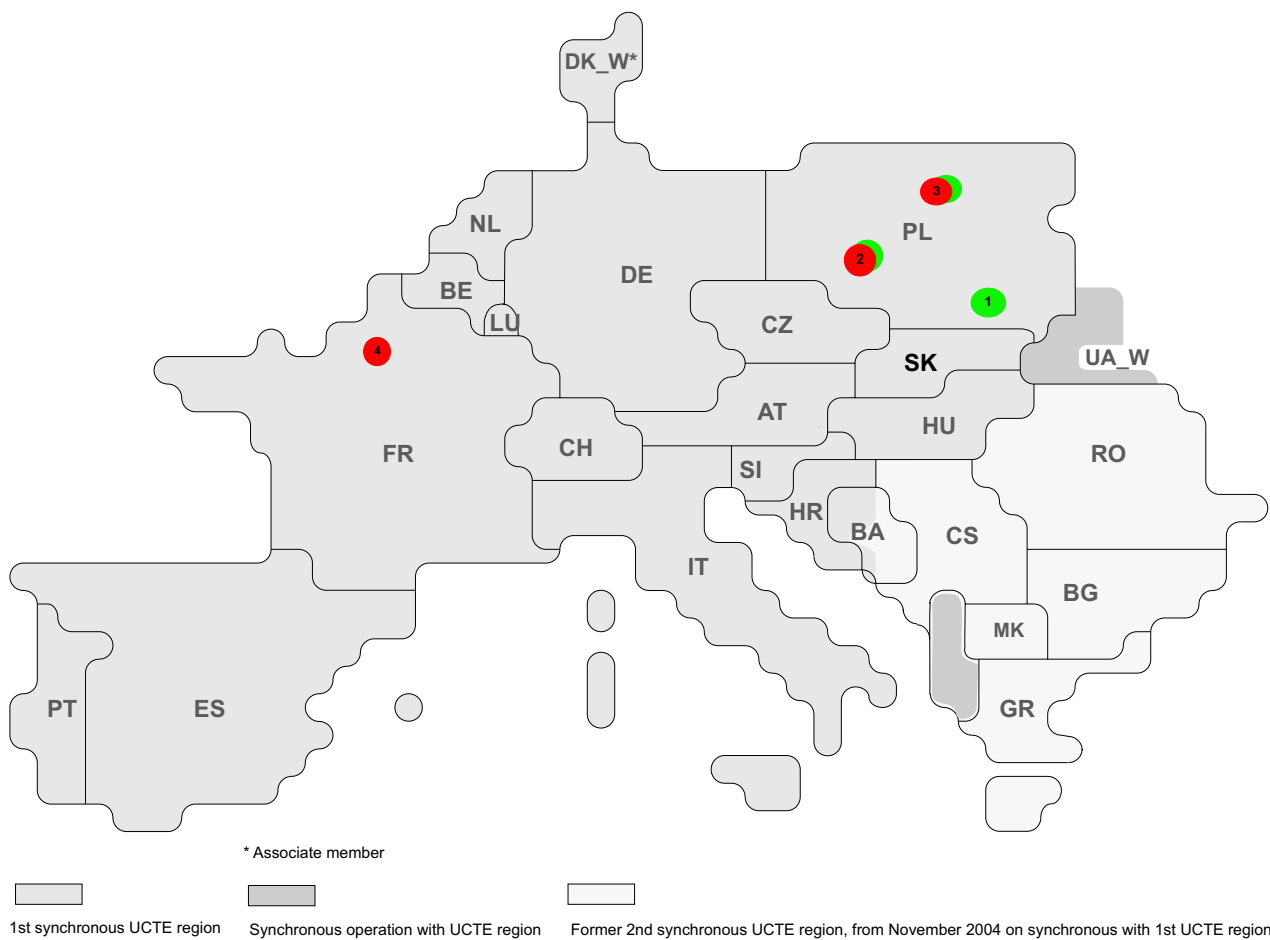 DK_W*
NL
PL
3
2
1
DE
BE
LU
CZ
4
SK
UA_W
AT
HU
FR
CH
SI
RO
HR
BA
CS
IT
BG
MK
PT
ES
GR
* Associate member
1st synchronous UCTE region
Synchronous operation with UCTE region
Former 2nd synchronous UCTE region, from November 2004 on synchronous with 1st UCTE region